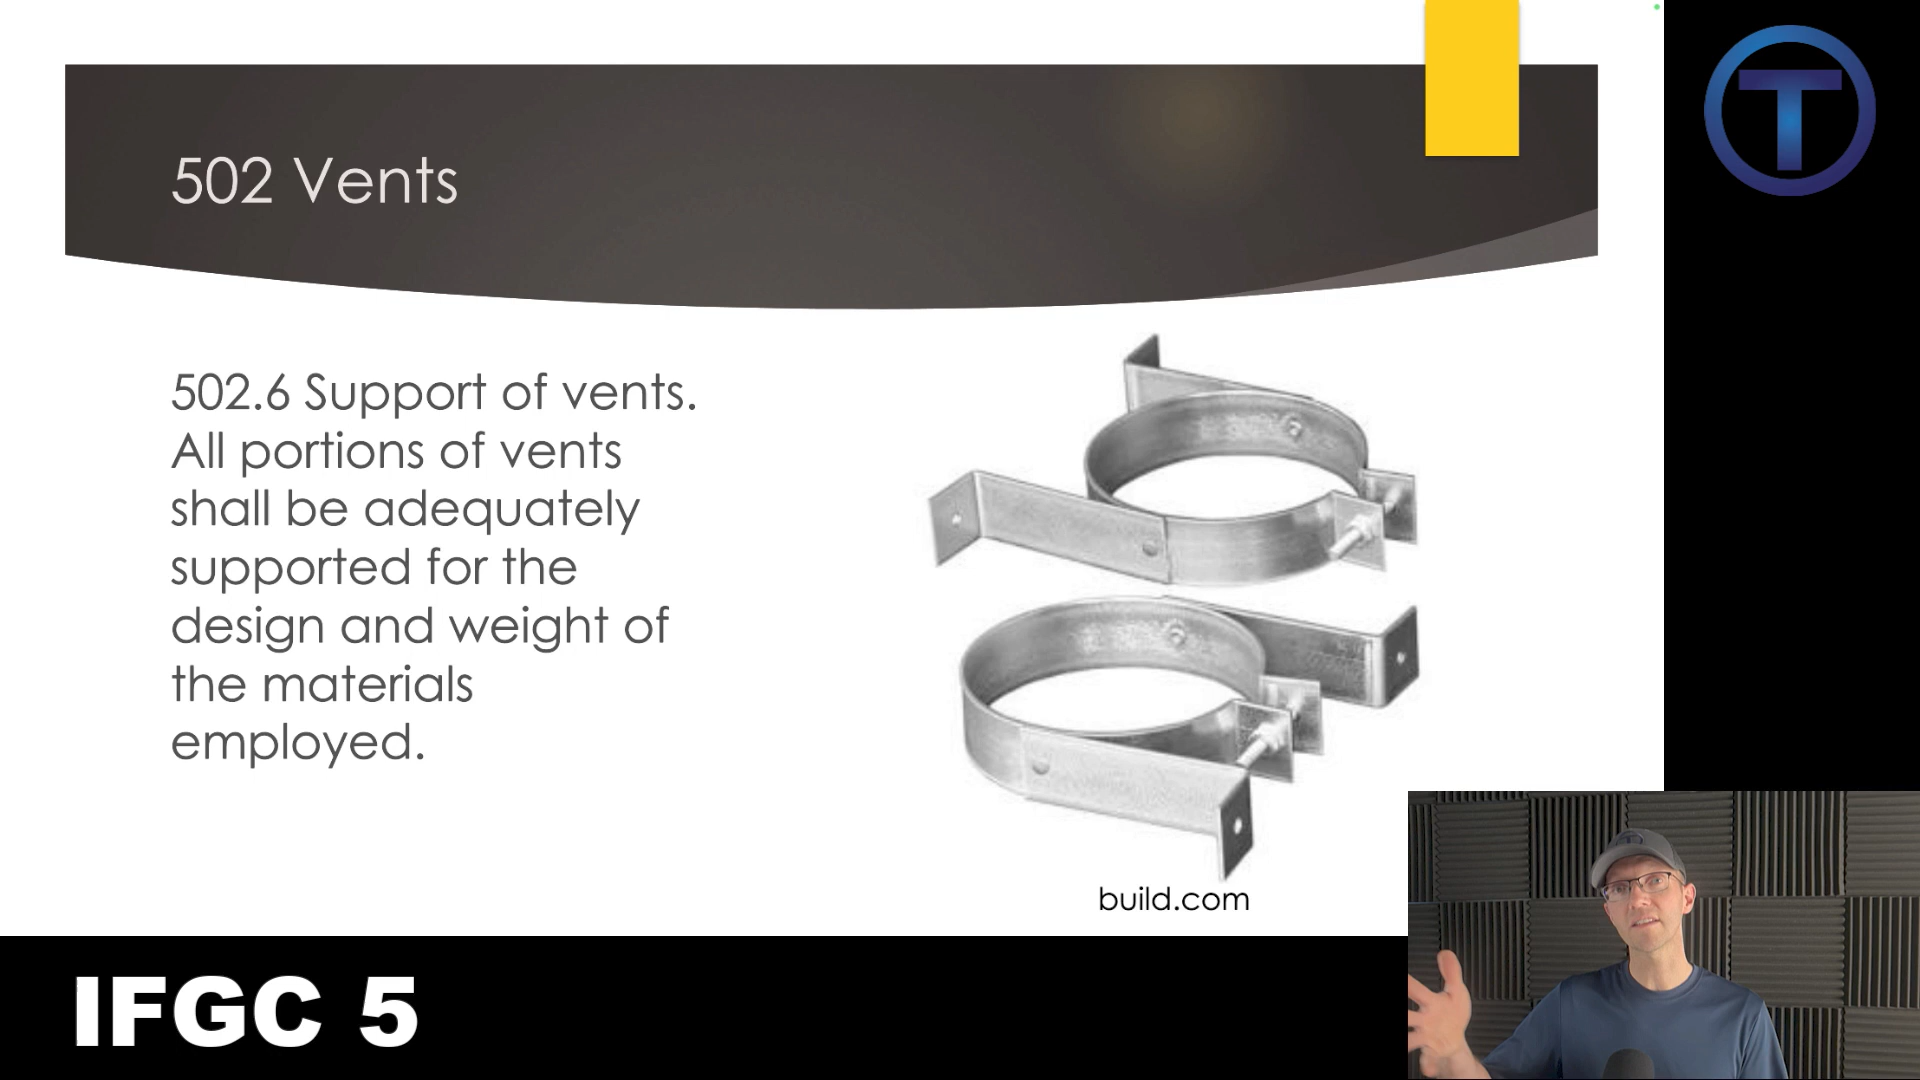 T
502 Vents
502.6 Support of vents.
All portions of vents
shall be adequately
supported for the
design and weight of
the materials
employed.
build.com
IFGC 5